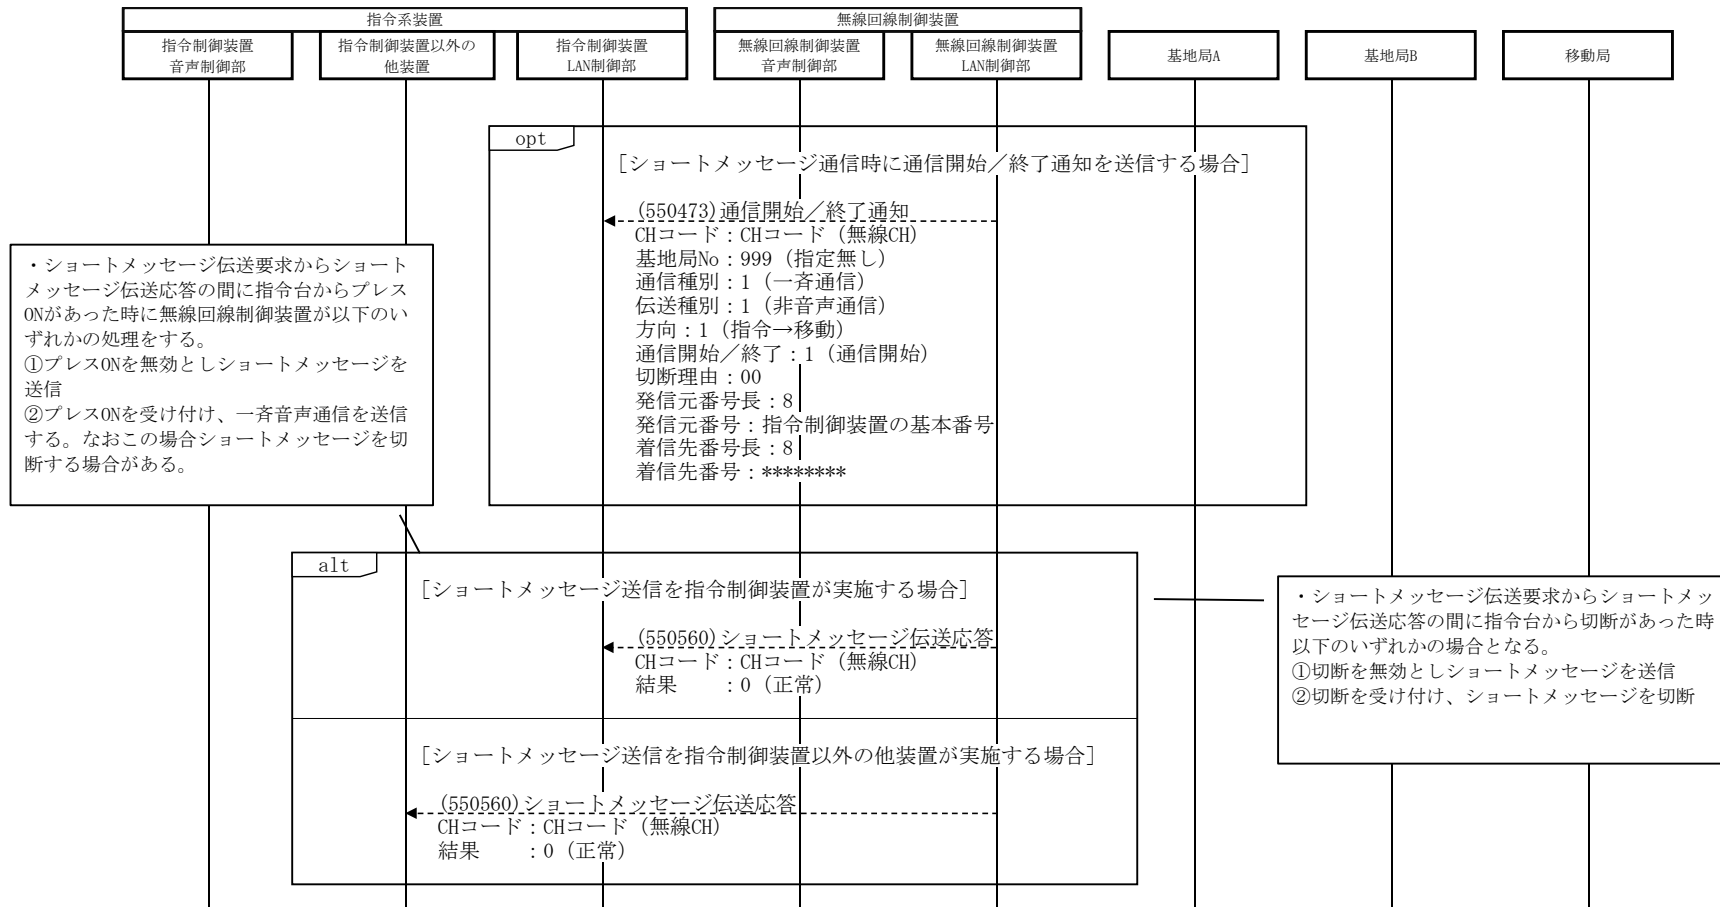 指令系装置
無線回線制御装置
指令制御装置
音声制御部
指令制御装置以外の
他装置
指令制御装置
LAN制御部
無線回線制御装置
音声制御部
無線回線制御装置
LAN制御部
基地局A
基地局B
移動局
opt
[ショートメッセージ通信時に通信開始／終了通知を送信する場合]
(550473)通信開始／終了通知
CHコード：CHコード（無線CH）
基地局No：999（指定無し）
通信種別：1（一斉通信）
伝送種別：1（非音声通信）
方向：1（指令→移動）
通信開始／終了：1（通信開始）
切断理由：00
発信元番号長：8
発信元番号：指令制御装置の基本番号
着信先番号長：8
着信先番号：********
・ショートメッセージ伝送要求からショート
メッセージ伝送応答の間に指令台からプレス
ONがあった時に無線回線制御装置が以下のい
ずれかの処理をする。
①プレスONを無効としショートメッセージを
送信
②プレスONを受け付け、一斉音声通信を送信
する。なおこの場合ショートメッセージを切
断する場合がある。
alt
[ショートメッセージ送信を指令制御装置が実施する場合]
(550560)ショートメッセージ伝送応答
CHコード：CHコード（無線CH）
結果　　：0（正常）
・ショートメッセージ伝送要求からショートメッ
セージ伝送応答の間に指令台から切断があった時
以下のいずれかの場合となる。
①切断を無効としショートメッセージを送信
②切断を受け付け、ショートメッセージを切断
[ショートメッセージ送信を指令制御装置以外の他装置が実施する場合]
(550560)ショートメッセージ伝送応答
CHコード：CHコード（無線CH）
結果　　：0（正常）